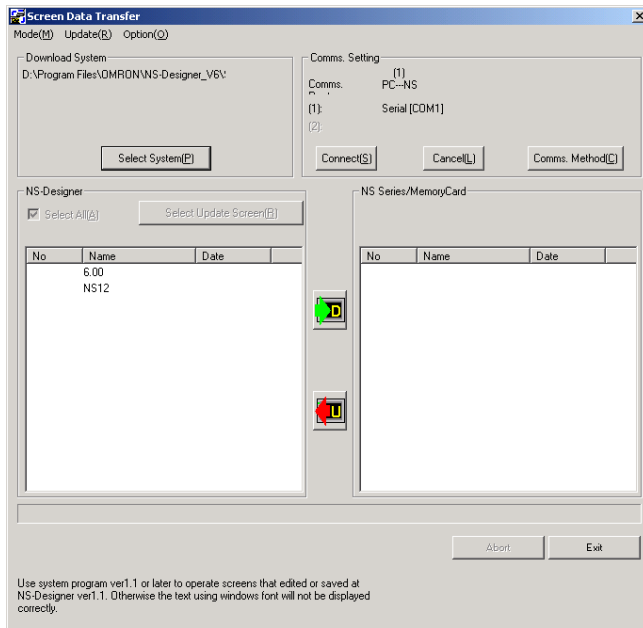 Screen Data Transfer
Mode(M) Update(R) Option(O)
Download System
D:\Program Files\OMRON\NS-Designer_V6\
Select System(P)
Comms. Setting
(1)
Comms. PC---NS
(1): Serial [COM1]
(2):
Connect(S) Cancel(L) Comms. Method(C)
NS-Designer
Select All(A) Select Update Screen(R)
No Name Date
6.00
NS12
D
U
NS Series/MemoryCard
No Name Date
Abort Exit
Use system program ver1.1 or later to operate screens that edited or saved at
NS-Designer ver1.1. Otherwise the text using windows font will not be displayed
correctly.